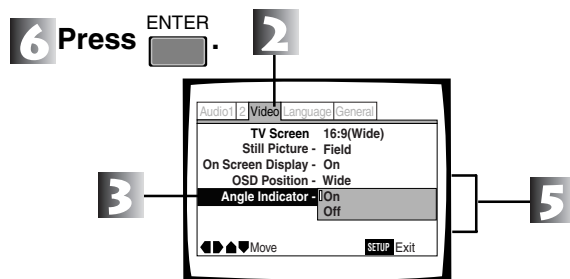 6 Press ENTER .
2
Audio1 2 Video Language General
TV Screen 16:9(Wide)
Still Picture - Field
On Screen Display - On
OSD Position - Wide
3
Angle Indicator - On
Off
5
Move SETUP Exit